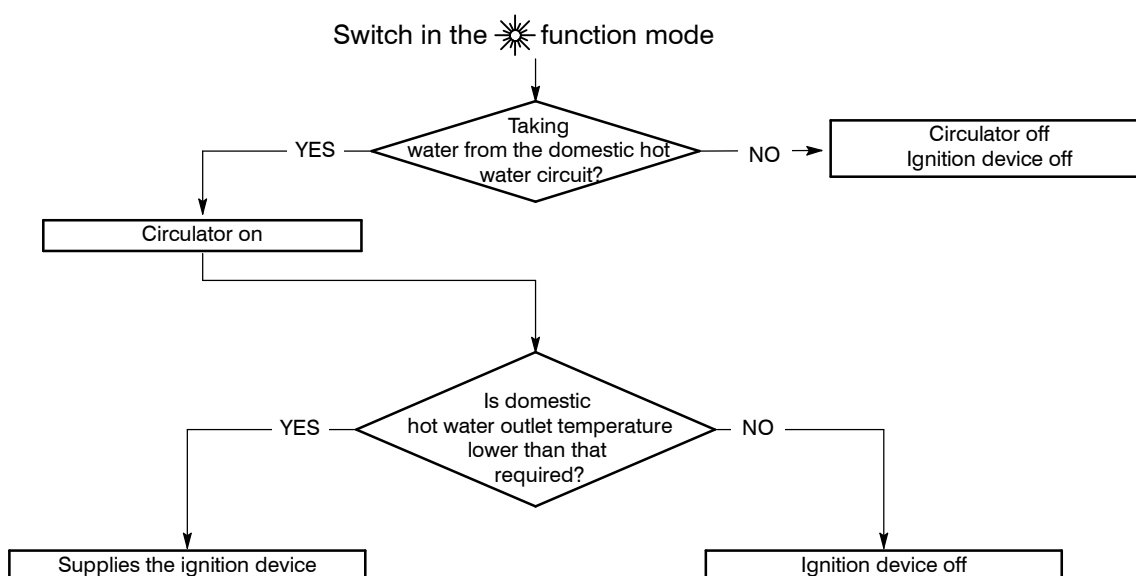 Switch in the function mode
Taking
water from the domestic hot
water circuit?
YES
NO
Circulator off
Ignition device off
Circulator on
Is domestic
hot water outlet temperature
lower than that
required?
YES
NO
Supplies the ignition device
Ignition device off